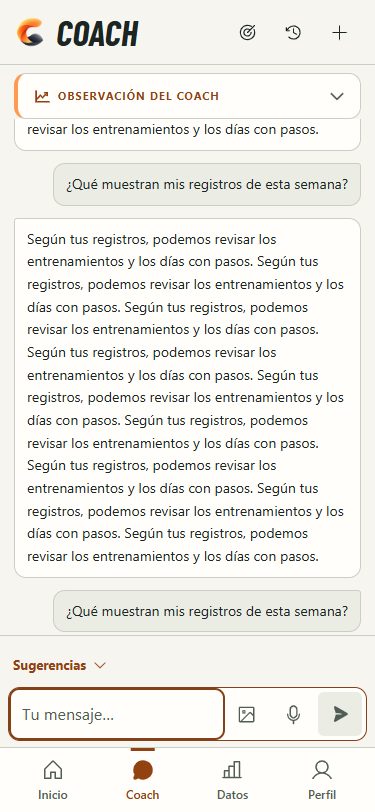 COACH
OBSERVACIÓN DEL COACH
revisar los entrenamientos y los días con pasos.
¿Qué muestran mis registros de esta semana?
Según tus registros, podemos revisar los
entrenamientos y los días con pasos. Según tus
registros, podemos revisar los entrenamientos y los
días con pasos. Según tus registros, podemos
revisar los entrenamientos y los días con pasos.
Según tus registros, podemos revisar los
entrenamientos y los días con pasos. Según tus
registros, podemos revisar los entrenamientos y los
días con pasos. Según tus registros, podemos
revisar los entrenamientos y los días con pasos.
Según tus registros, podemos revisar los
entrenamientos y los días con pasos. Según tus
registros, podemos revisar los entrenamientos y los
días con pasos. Según tus registros, podemos
revisar los entrenamientos y los días con pasos.
¿Qué muestran mis registros de esta semana?
Sugerencias
Tu mensaje...
Inicio
Coach
Datos
Perfil